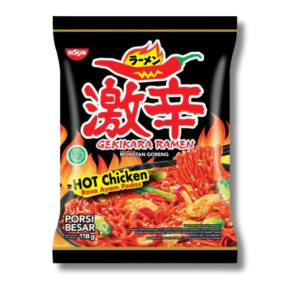 NISSIN
ラーメン
激辛
GEKIKARA RAMEN
MI INSTAN GORENG
HOT Chicken
Rasa Ayam Pedas
PORSI
BESAR
118g